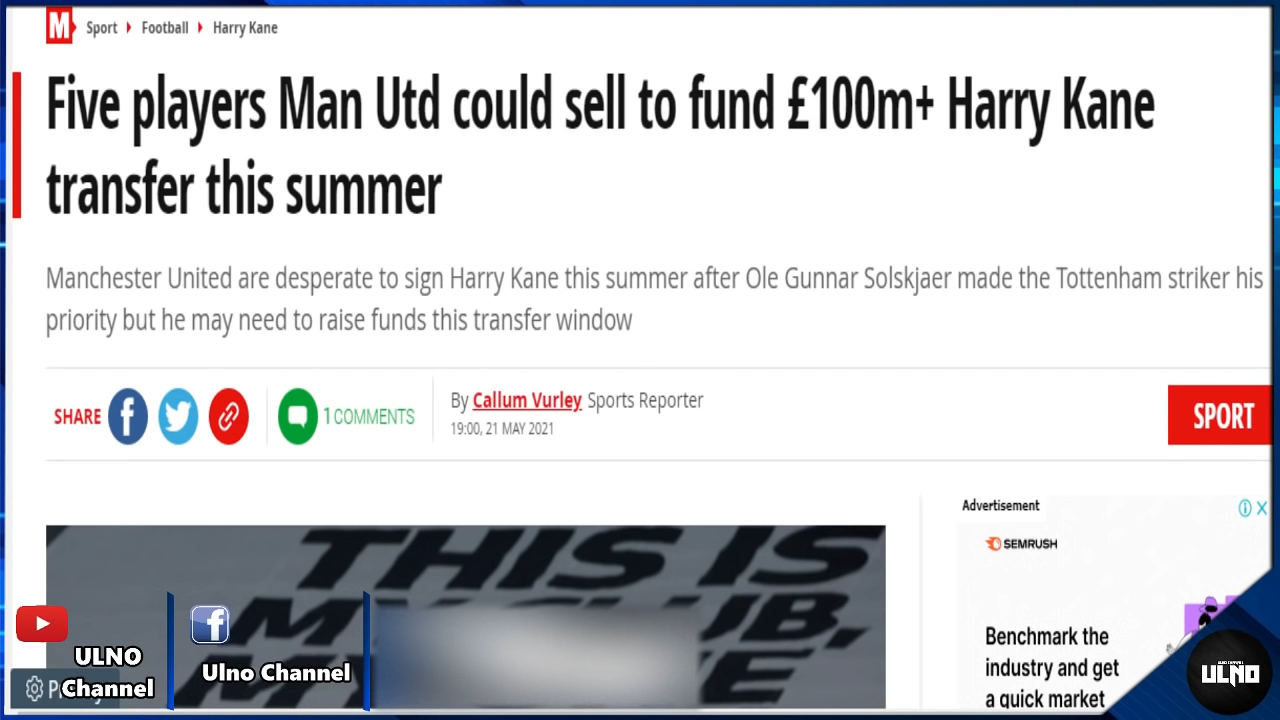 M Sport Football Harry Kane
Five players Man Utd could sell to fund £100m+ Harry Kane
transfer this summer
Manchester United are desperate to sign Harry Kane this summer after Ole Gunnar Solskjaer made the Tottenham striker his
priority but he may need to raise funds this transfer window
SHARE 1 COMMENTS
By Callum Vurley Sports Reporter
19:00, 21 MAY 2021
SPORT
Advertisement
SEMRUSH
Benchmark the
industry and get
a quick market
THIS IS
MY CLUB,
ULNO
Channel
Ulno Channel
ULNO